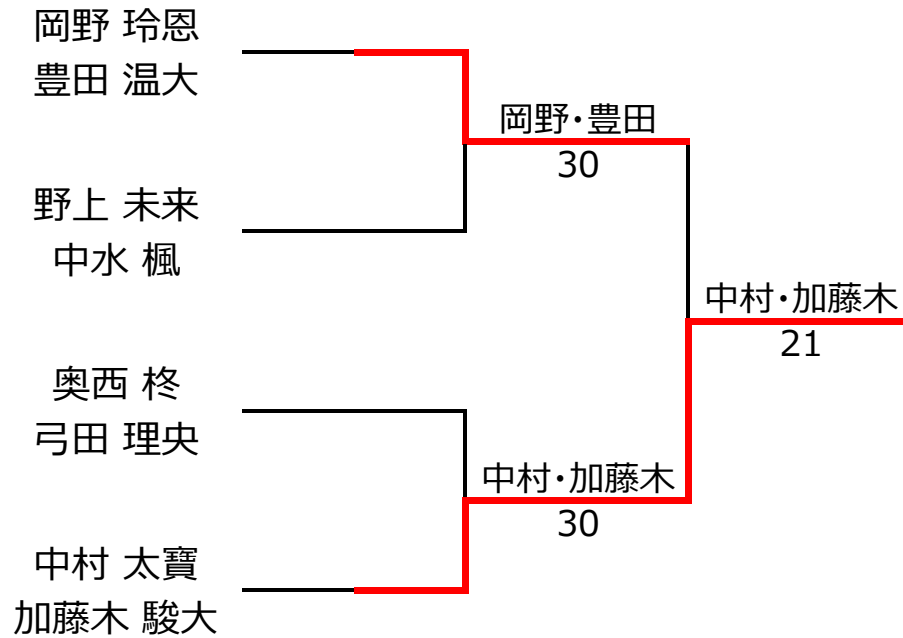 岡野 玲恩
豊田 温大
岡野・豊田
30
野上 未来
中水 楓
中村・加藤木
21
奥西 柊
弓田 理央
中村・加藤木
30
中村 太寶
加藤木 駿大